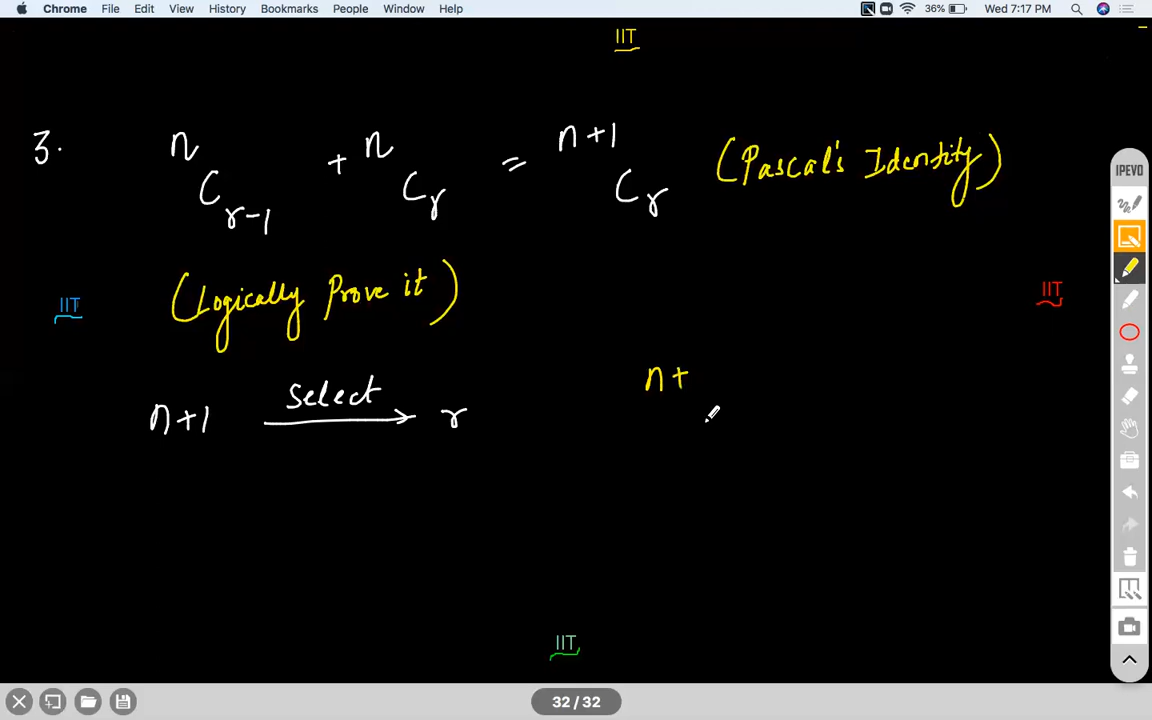 Chrome File Edit View History Bookmarks People Window Help 36% Wed 7:17 PM
IIT
3. nCr-1 + nCr = n+1Cr (Pascal's Identity)
IPEVO
(Logically Prove it)
IIT
IIT
n+1 Select r
n+
IIT
32 / 32